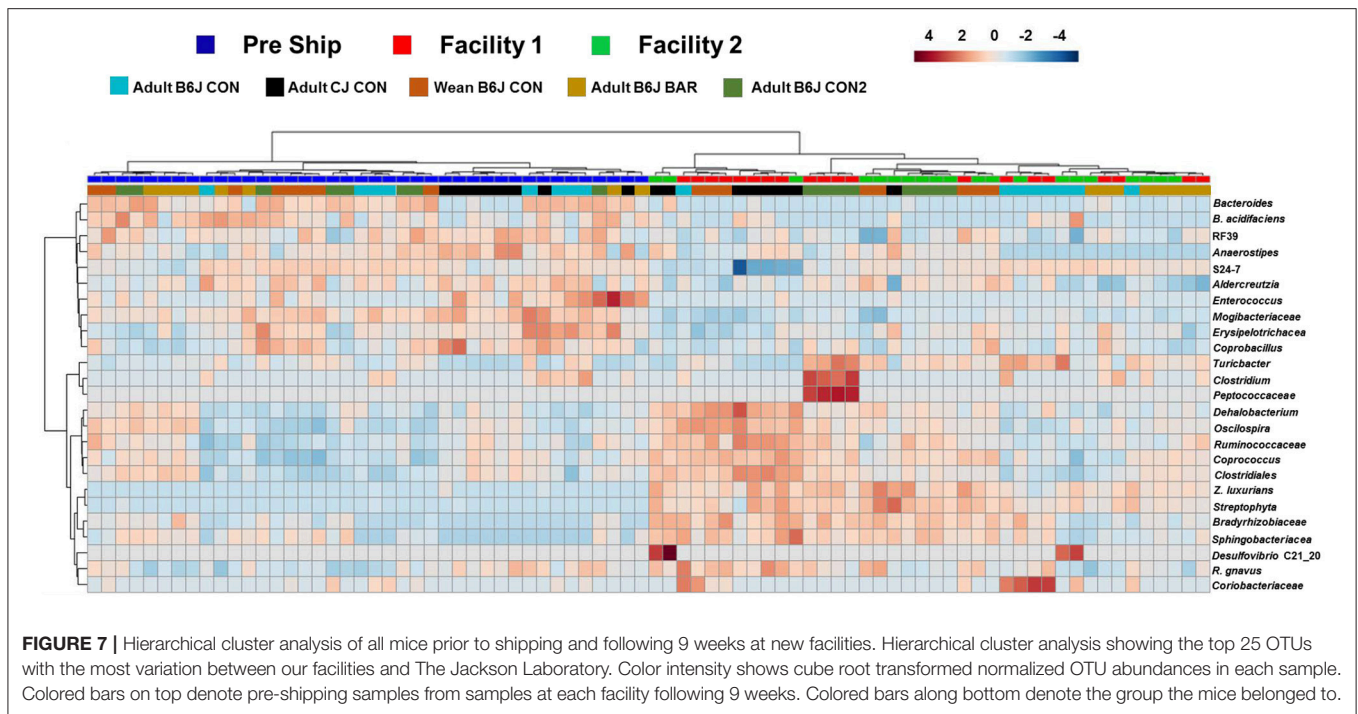 Pre Ship Facility 1 Facility 2
4 2 0 -2 -4
Adult B6J CON Adult CJ CON Wean B6J CON Adult B6J BAR Adult B6J CON2
Bacteroides
B. acidifaciens
RF39
Anaerostipes
S24-7
Aldercreutzia
Enterococcus
Mogibacteriaceae
Erysipelotrichacea
Coprobacillus
Turicbacter
Clostridium
Peptococcaceae
Dehalobacterium
Oscilospira
Ruminococcaceae
Coprococcus
Clostridiales
Z. luxurians
Streptophyta
Bradyrhizobiaceae
Sphingobacteriacea
Desulfovibrio C21_20
R. gnavus
Coriobacteriaceae
FIGURE 7 | Hierarchical cluster analysis of all mice prior to shipping and following 9 weeks at new facilities. Hierarchical cluster analysis showing the top 25 OTUs
with the most variation between our facilities and The Jackson Laboratory. Color intensity shows cube root transformed normalized OTU abundances in each sample.
Colored bars on top denote pre-shipping samples from samples at each facility following 9 weeks. Colored bars along bottom denote the group the mice belonged to.